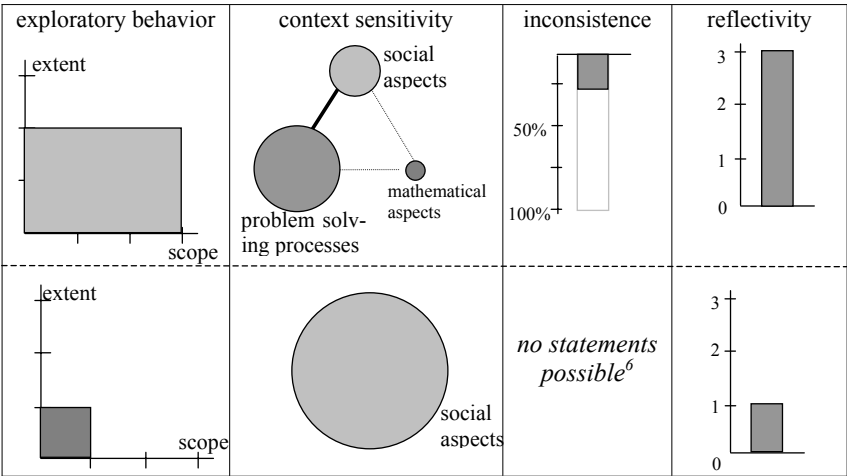 exploratory behavior
context sensitivity
inconsistence
reflectivity
extent
scope
social
aspects
mathematical
aspects
problem solv-
ing processes
50%
100%
3
2
1
0
extent
scope
social
aspects
no statements
possible6
3
2
1
0